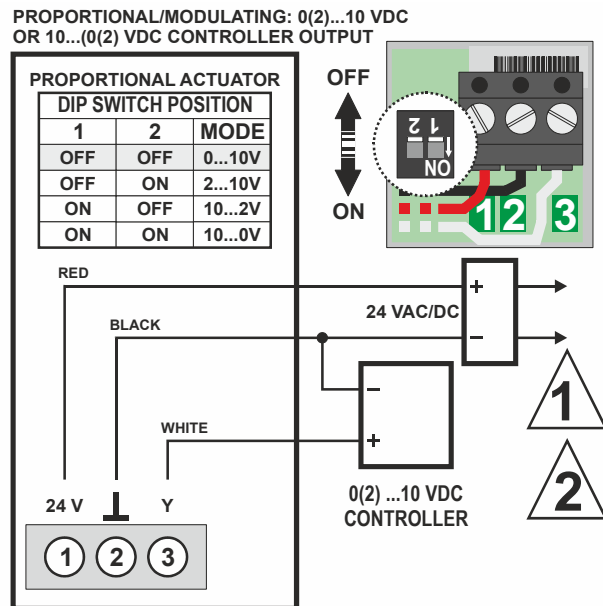 PROPORTIONAL/MODULATING: 0(2)...10 VDC
OR 10...(0(2) VDC CONTROLLER OUTPUT
PROPORTIONAL ACTUATOR
DIP SWITCH POSITION
1 2 MODE
OFF OFF 0...10V
OFF ON 2...10V
ON OFF 10...2V
ON ON 10...0V
OFF
ON
1 2
ON
1 2 3
RED
+
24 VAC/DC
BLACK
−
1
−
WHITE
+
2
0(2) ...10 VDC
CONTROLLER
24 V Y
1 2 3